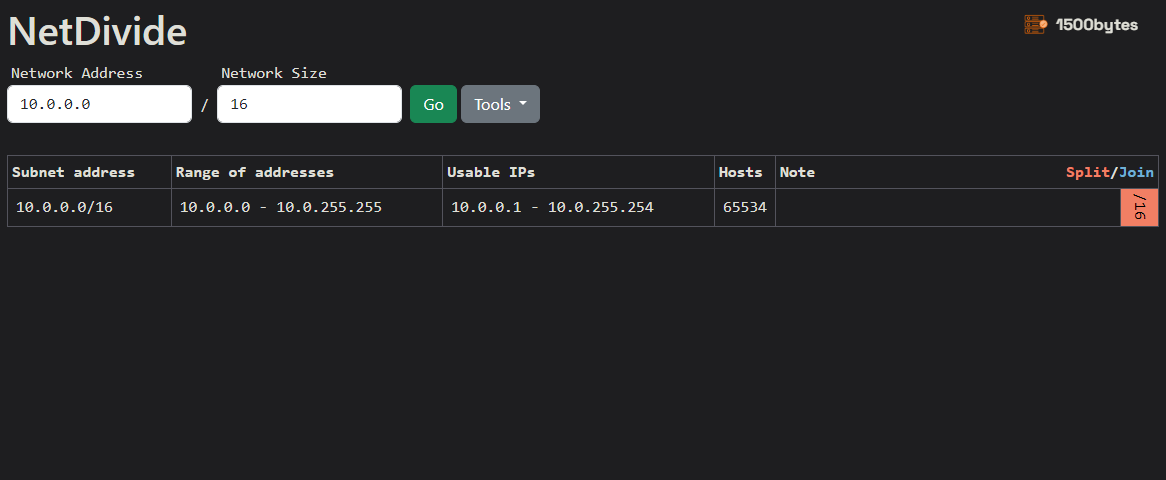 NetDivide
1500bytes
Network Address Network Size
10.0.0.0 / 16 Go Tools
Subnet address Range of addresses Usable IPs Hosts Note Split/Join
10.0.0.0/16 10.0.0.0 - 10.0.255.255 10.0.0.1 - 10.0.255.254 65534 /16